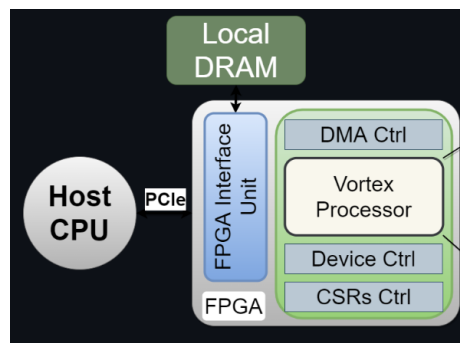 Local
DRAM
Host
CPU
PCIe
FPGA Interface
Unit
FPGA
DMA Ctrl
Vortex
Processor
Device Ctrl
CSRs Ctrl